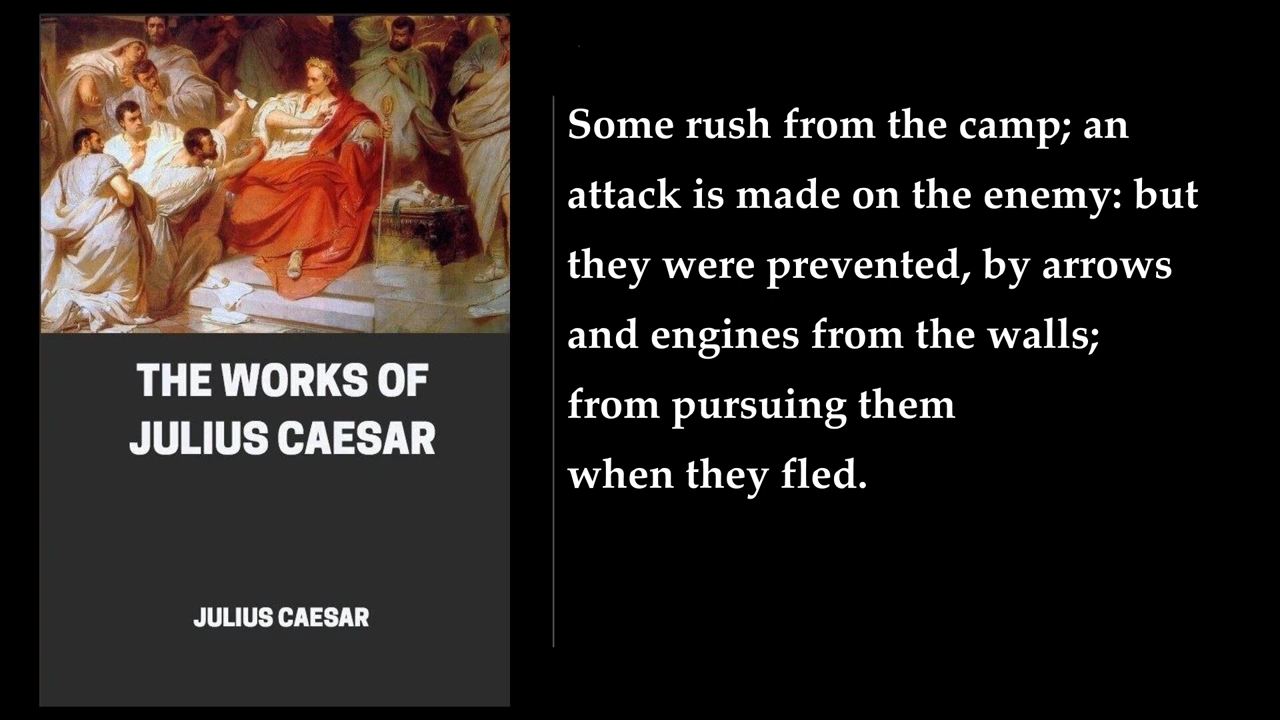 THE WORKS OF
JULIUS CAESAR
JULIUS CAESAR
Some rush from the camp; an
attack is made on the enemy: but
they were prevented, by arrows
and engines from the walls;
from pursuing them
when they fled.